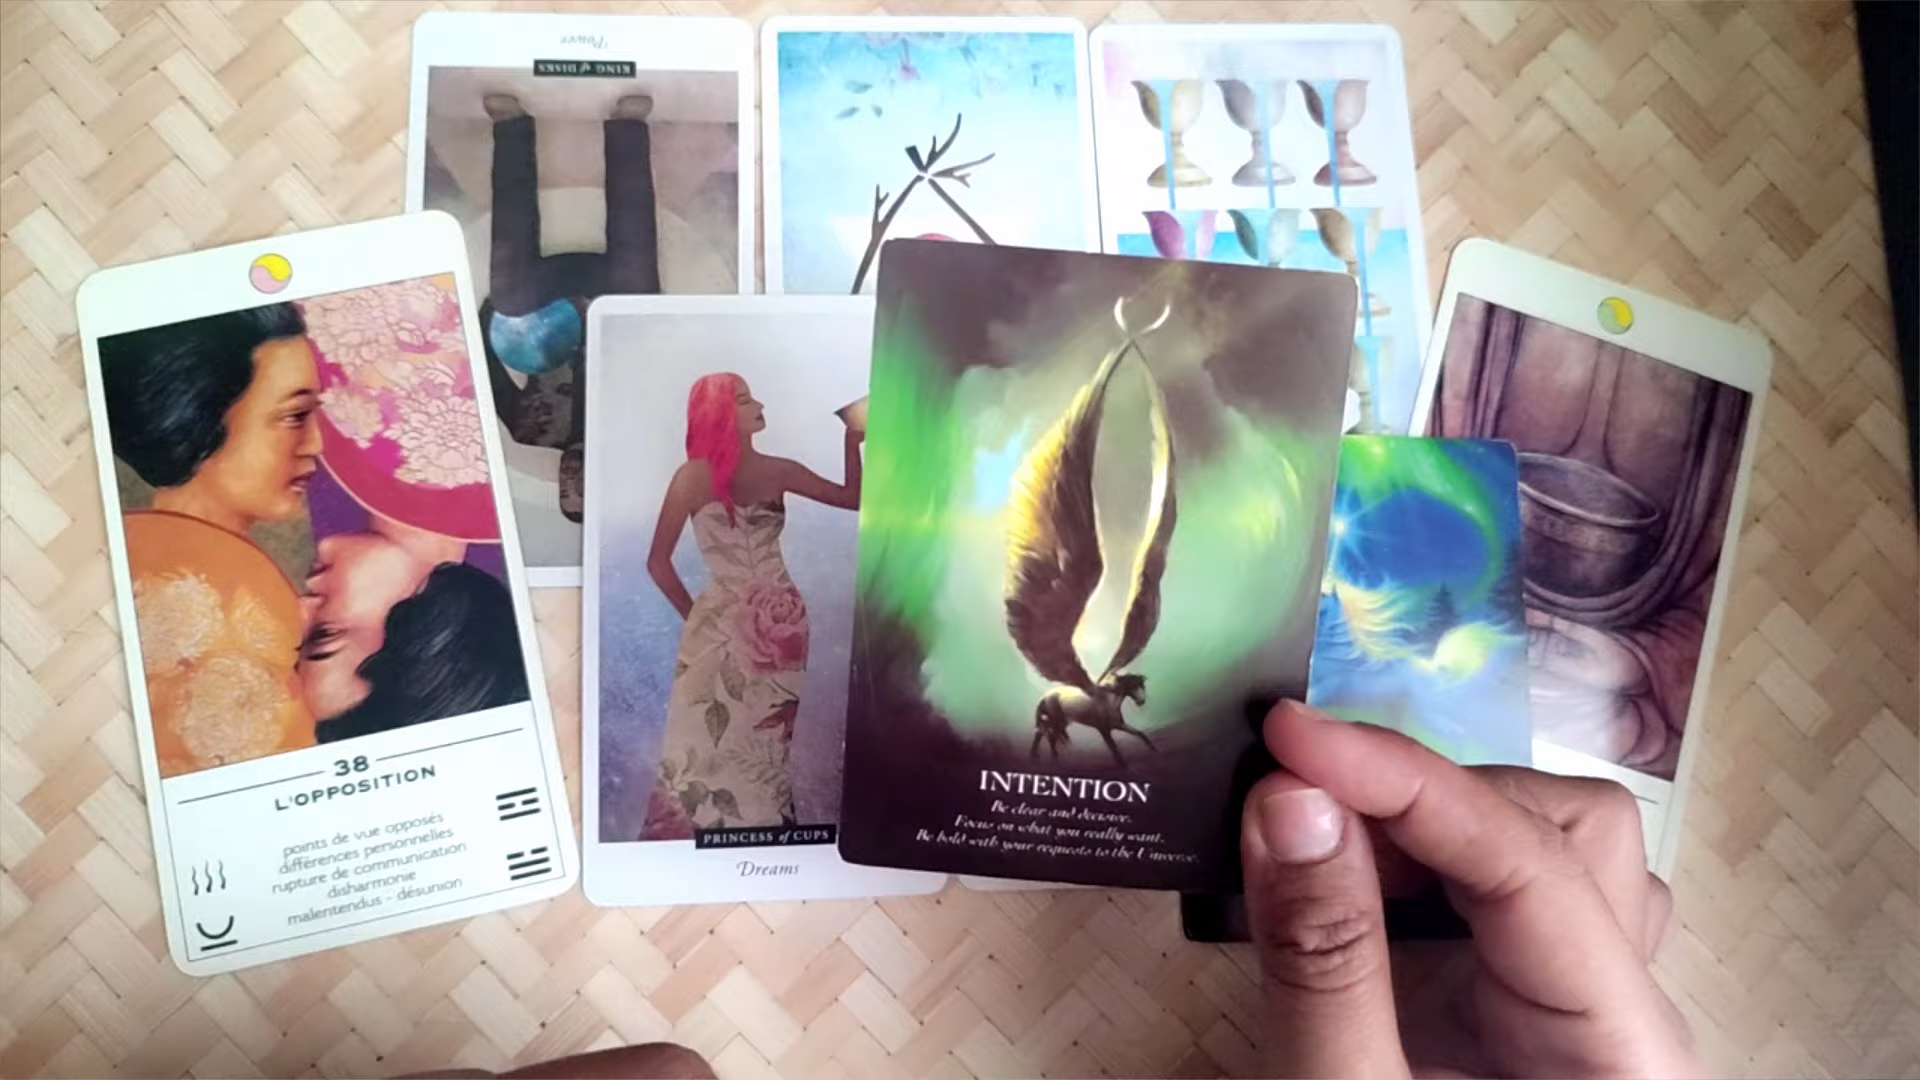 Power
KING of DISKS
38
L'OPPOSITION
points de vue opposés
différences personnelles
rupture de communication
disharmonie
malentendus - désunion
PRINCESS of CUPS
Dreams
INTENTION
Be clear and decisive.
Focus on what you really want.
Be bold with your requests to the Universe.